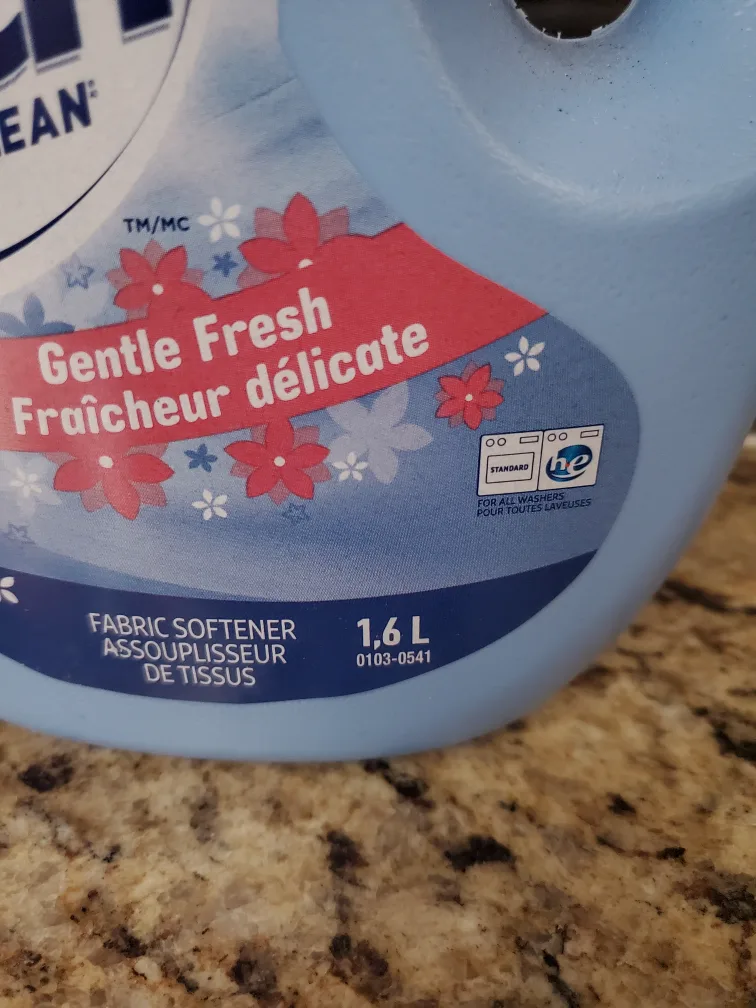 TM/MC
Gentle Fresh
Fraîcheur délicate
STANDARD
he
FOR ALL WASHERS
POUR TOUTES LAVEUSES
FABRIC SOFTENER
ASSOUPLISSEUR
DE TISSUS
1,6 L
0103-0541